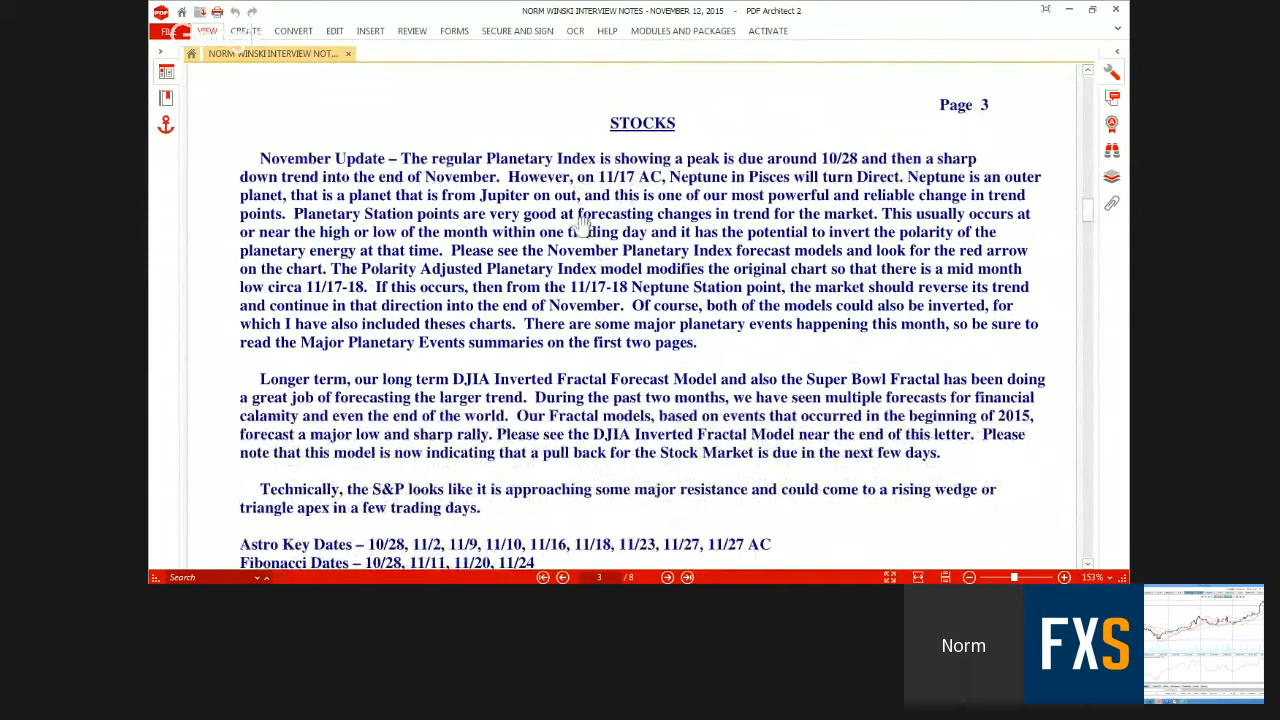 NORM WINSKI INTERVIEW NOTES - NOVEMBER 12, 2015 - PDF Architect 2
FILE VIEW CREATE CONVERT EDIT INSERT REVIEW FORMS SECURE AND SIGN OCR HELP MODULES AND PACKAGES ACTIVATE
NORM WINSKI INTERVIEW NOT...
Page 3
STOCKS
November Update – The regular Planetary Index is showing a peak is due around 10/28 and then a sharp
down trend into the end of November. However, on 11/17 AC, Neptune in Pisces will turn Direct. Neptune is an outer
planet, that is a planet that is from Jupiter on out, and this is one of our most powerful and reliable change in trend
points. Planetary Station points are very good at forecasting changes in trend for the market. This usually occurs at
or near the high or low of the month within one trading day and it has the potential to invert the polarity of the
planetary energy at that time. Please see the November Planetary Index forecast models and look for the red arrow
on the chart. The Polarity Adjusted Planetary Index model modifies the original chart so that there is a mid month
low circa 11/17-18. If this occurs, then from the 11/17-18 Neptune Station point, the market should reverse its trend
and continue in that direction into the end of November. Of course, both of the models could also be inverted, for
which I have also included theses charts. There are some major planetary events happening this month, so be sure to
read the Major Planetary Events summaries on the first two pages.
Longer term, our long term DJIA Inverted Fractal Forecast Model and also the Super Bowl Fractal has been doing
a great job of forecasting the larger trend. During the past two months, we have seen multiple forecasts for financial
calamity and even the end of the world. Our Fractal models, based on events that occurred in the beginning of 2015,
forecast a major low and sharp rally. Please see the DJIA Inverted Fractal Model near the end of this letter. Please
note that this model is now indicating that a pull back for the Stock Market is due in the next few days.
Technically, the S&P looks like it is approaching some major resistance and could come to a rising wedge or
triangle apex in a few trading days.
Astro Key Dates – 10/28, 11/2, 11/9, 11/10, 11/16, 11/18, 11/23, 11/27, 11/27 AC
Fibonacci Dates – 10/28, 11/11, 11/20, 11/24
Search 3 / 8 153%
Norm
FXS